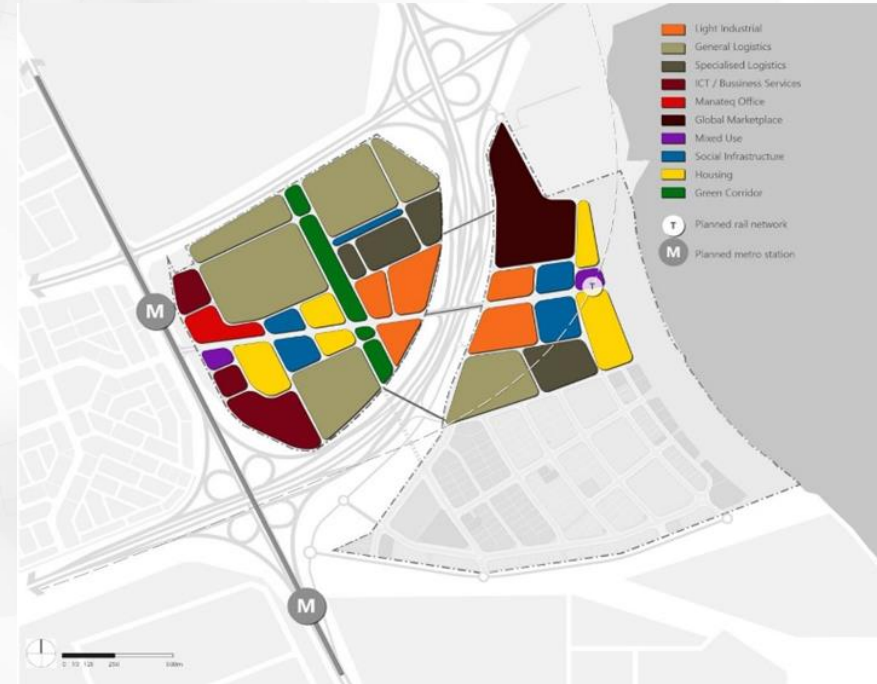 Light Industrial
General Logistics
Specialised Logistics
ICT / Bussiness Services
Manateq Office
Global Marketplace
Mixed Use
Social Infrastructure
Housing
Green Corridor
T Planned rail network
M Planned metro station
T
M
M
0